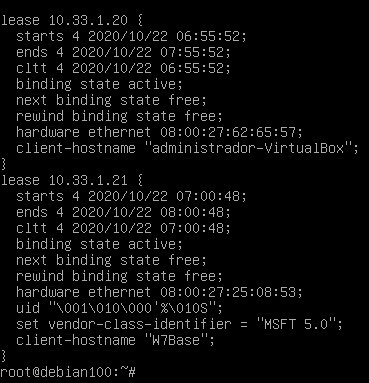 lease 10.33.1.20 {
  starts 4 2020/10/22 06:55:52;
  ends 4 2020/10/22 07:55:52;
  cltt 4 2020/10/22 06:55:52;
  binding state active;
  next binding state free;
  rewind binding state free;
  hardware ethernet 08:00:27:62:65:57;
  client-hostname "administrador-VirtualBox";
}
lease 10.33.1.21 {
  starts 4 2020/10/22 07:00:48;
  ends 4 2020/10/22 08:00:48;
  cltt 4 2020/10/22 07:00:48;
  binding state active;
  next binding state free;
  rewind binding state free;
  hardware ethernet 08:00:27:25:08:53;
  uid "\001\010\000'%\010S";
  set vendor-class-identifier = "MSFT 5.0";
  client-hostname "W7Base";
}
root@debian100:~#